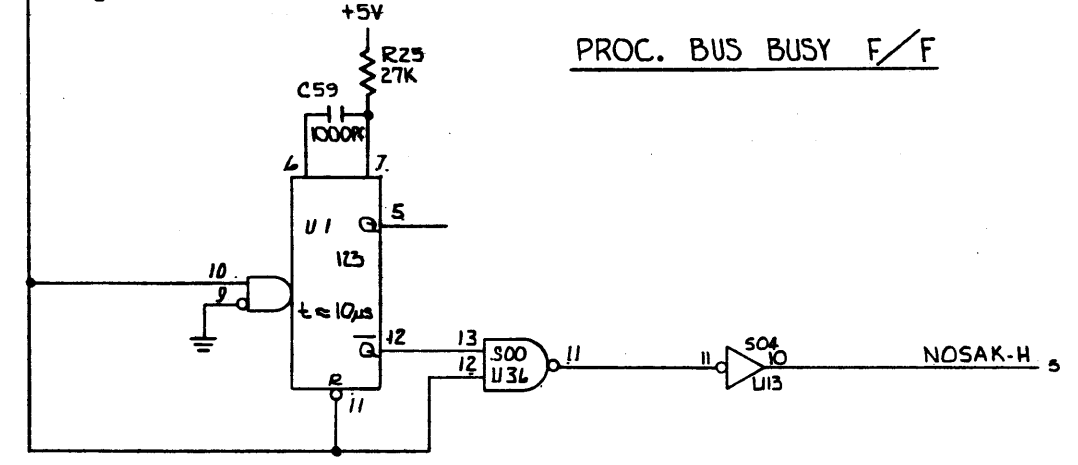 +5V
PROC. BUS BUSY F/F
R25
27K
C59
1000PF
6
7
U1
Q
5
123
10
9
t≈10µs
Q
12
13
S00
11
12
U36
11
S04
10
NOSAK-H
5
U13
R
11